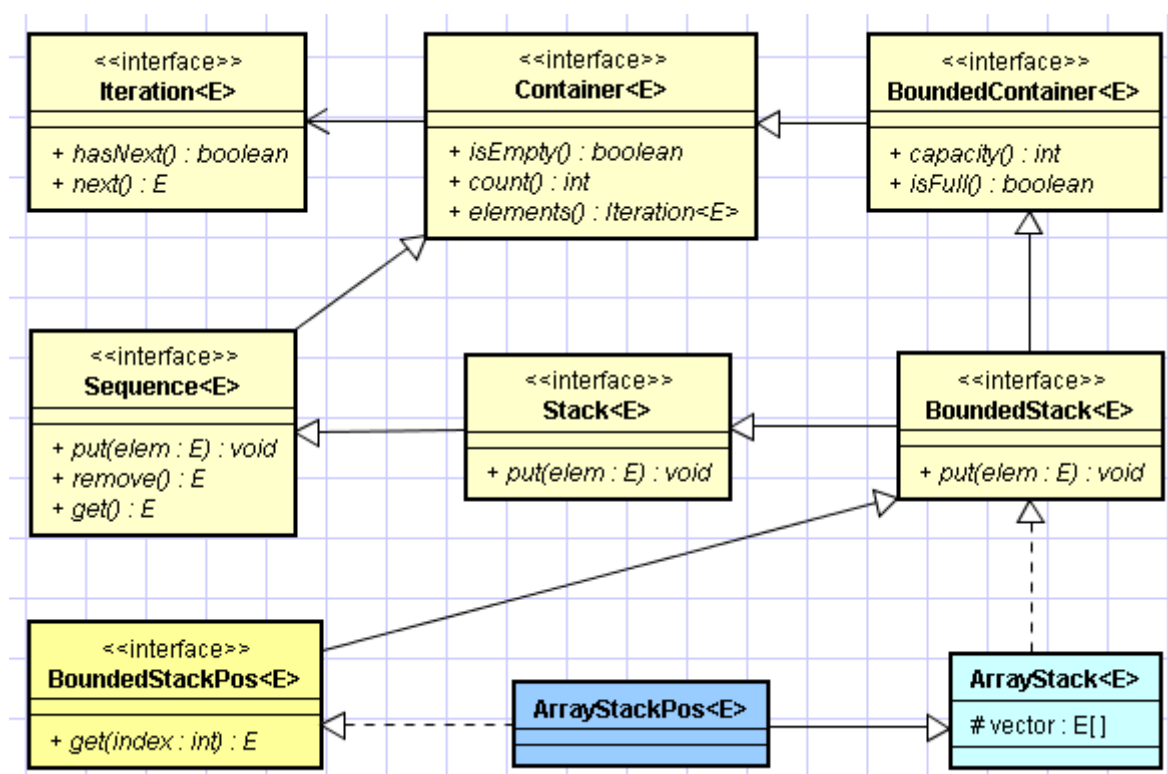 <<interface>>
Iteration<E>
+ hasNext() : boolean
+ next() : E
<<interface>>
Container<E>
+ isEmpty() : boolean
+ count() : int
+ elements() : Iteration<E>
<<interface>>
BoundedContainer<E>
+ capacity() : int
+ isFull() : boolean
<<interface>>
Sequence<E>
+ put(elem : E) : void
+ remove() : E
+ get() : E
<<interface>>
Stack<E>
+ put(elem : E) : void
<<interface>>
BoundedStack<E>
+ put(elem : E) : void
<<interface>>
BoundedStackPos<E>
+ get(index : int) : E
ArrayStackPos<E>
ArrayStack<E>
# vector : E[ ]